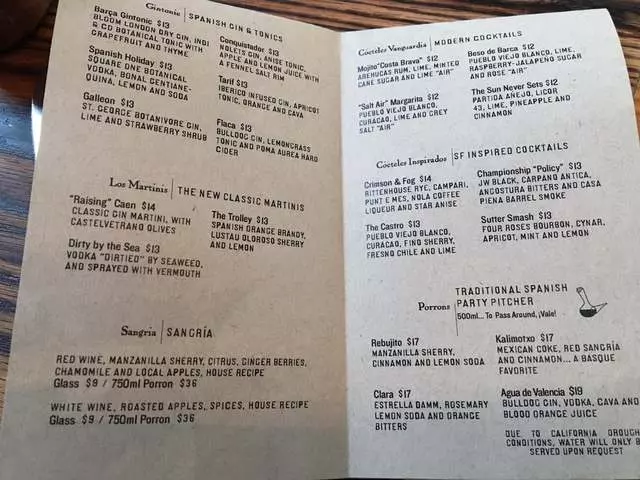 Gintonic | SPANISH GIN & TONICS
Barça Gintonic $13
BLOOM LONDON DRY GIN, INDI
& CO BOTANICAL TONIC WITH
GRAPEFRUIT AND THYME
Spanish Holiday $13
SQUARE ONE BOTANICAL
VODKA, BONAL GENTIANE-
QUINA, LEMON AND SODA
Galleon $13
ST. GEORGE BOTANIVORE GIN,
LIME AND STRAWBERRY SHRUB
Conquistador $13
NOLETS GIN, ANISE TONIC,
APPLE AND LEMON JUICE WITH
A FENNEL SALT RIM
Tarif $13
IBERICO INFUSED GIN, APRICOT
TONIC, ORANGE AND CAVA
Flaca $13
BULLDOG GIN, LEMONGRASS
TONIC AND POMA AUREA HARD
CIDER
Los Martinis | THE NEW CLASSIC MARTINIS
"Raising" Caen $14
CLASSIC GIN MARTINI, WITH
CASTELVETRANO OLIVES
Dirty by the Sea $13
VODKA "DIRTIED" BY SEAWEED,
AND SPRAYED WITH VERMOUTH
The Trolley $13
SPANISH ORANGE BRANDY,
LUSTAU OLOROSO SHERRY
AND LEMON
Sangria | SANGRÍA
RED WINE, MANZANILLA SHERRY, CITRUS, GINGER BERRIES,
CHAMOMILE AND LOCAL APPLES, HOUSE RECIPE
Glass $9 / 750ml Porron $36
WHITE WINE, ROASTED APPLES, SPICES, HOUSE RECIPE
Glass $9 / 750ml Porron $36
Cócteles Vanguardia | MODERN COCKTAILS
Mojito "Costa Brava" $12
AREHUCAS RUM, LIME, MINTED
CANE SUGAR AND LIME "AIR"
"Salt Air" Margarita $12
PUEBLO VIEJO BLANCO,
CURACAO, LIME AND GREY
SALT "AIR"
Beso de Barca $12
PUEBLO VIEJO BLANCO, LIME,
RASPBERRY-JALAPENO SUGAR
AND ROSE "AIR"
The Sun Never Sets $12
PARTIDA AÑEJO, LICOR
43, LIME, PINEAPPLE AND
CINNAMON
Cócteles Inspirados | SF INSPIRED COCKTAILS
Crimson & Fog $14
RITTENHOUSE RYE, CAMPARI,
PUNT E MES, NOLA COFFEE
LIQUEUR AND STAR ANISE
The Castro $13
PUEBLO VIEJO BLANCO,
CURACAO, FINO SHERRY,
FRESNO CHILE AND LIME
Championship "Policy" $13
JW BLACK, CARPANO ANTICA,
ANGOSTURA BITTERS AND CASA
PIENA BARREL SMOKE
Sutter Smash $13
FOUR ROSES BOURBON, CYNAR,
APRICOT, MINT AND LEMON
Porrons | TRADITIONAL SPANISH
PARTY PITCHER
500ml... To Pass Around, ¡Vale!
Rebujito $17
MANZANILLA SHERRY,
CINNAMON AND LEMON SODA
Clara $17
ESTRELLA DAMM, ROSEMARY
LEMON SODA AND ORANGE
BITTERS
Kalimotxo $17
MEXICAN COKE, RED SANGRÍA
AND CINNAMON... A BASQUE
FAVORITE
Agua de Valencia $19
BULLDOG GIN, VODKA, CAVA AND
BLOOD ORANGE JUICE
DUE TO CALIFORNIA DROUGH
CONDITIONS, WATER WILL ONLY B
SERVED UPON REQUEST